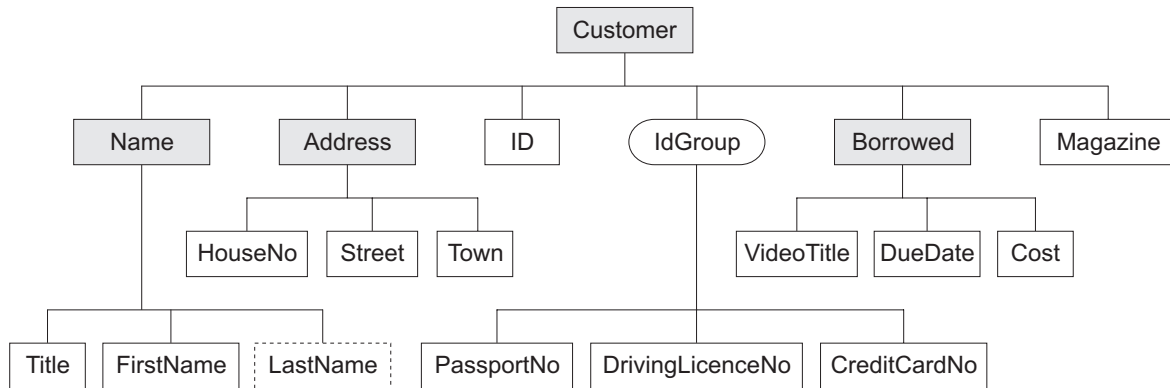 Customer
Name Address ID IdGroup Borrowed Magazine
HouseNo Street Town VideoTitle DueDate Cost
Title FirstName LastName PassportNo DrivingLicenceNo CreditCardNo